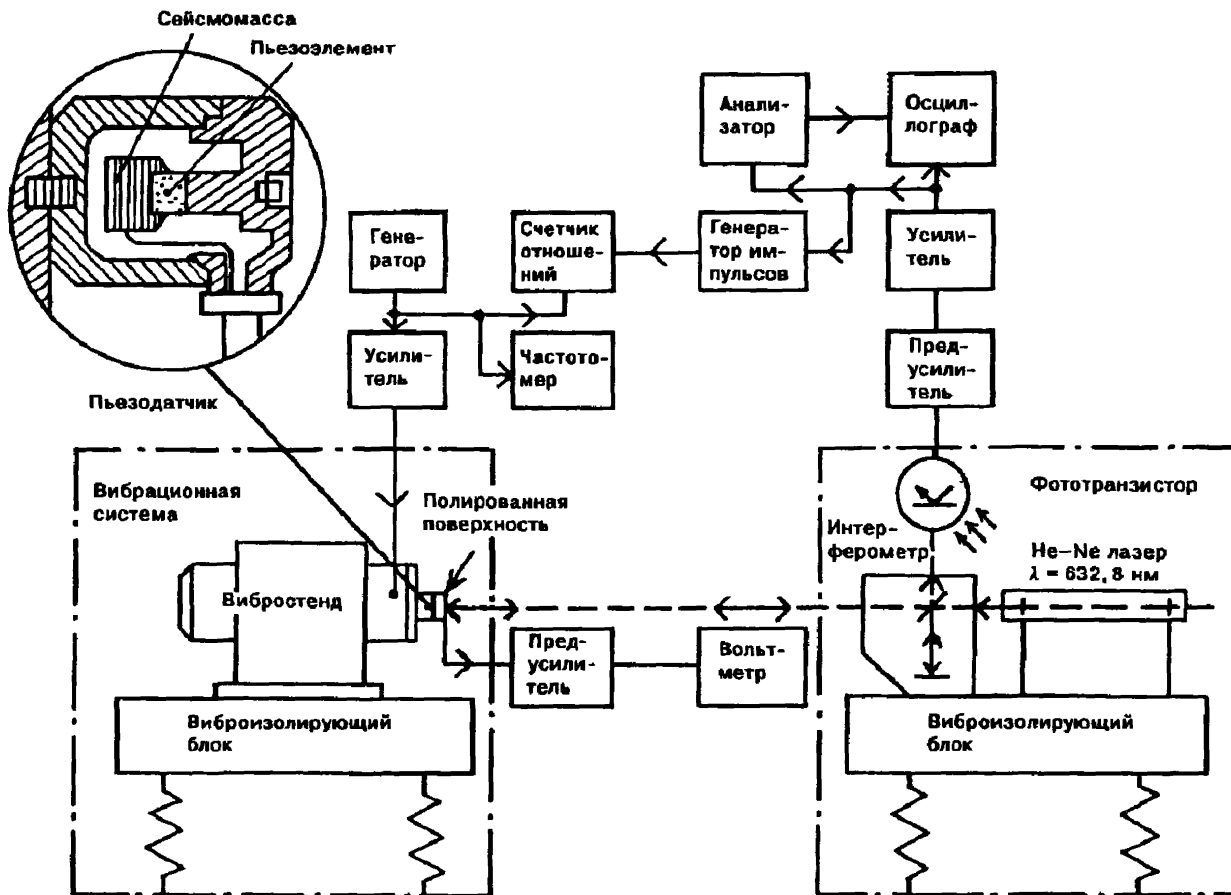 Сейсмомасса
Пьезоэлемент
Анали-
затор
Осцил-
лограф
Гене-
ратор
Счетчик
отноше-
ний
Генера-
тор им-
пульсов
Усили-
тель
Усили-
тель
Частото-
мер
Пред-
усили-
тель
Пьезодатчик
Вибрационная
система
Полированная
поверхность
Фототранзистор
Интер-
ферометр
He–Ne лазер
λ = 632,8 нм
Вибростенд
Пред-
усили-
тель
Вольт-
метр
Виброизолирующий
блок
Виброизолирующий
блок